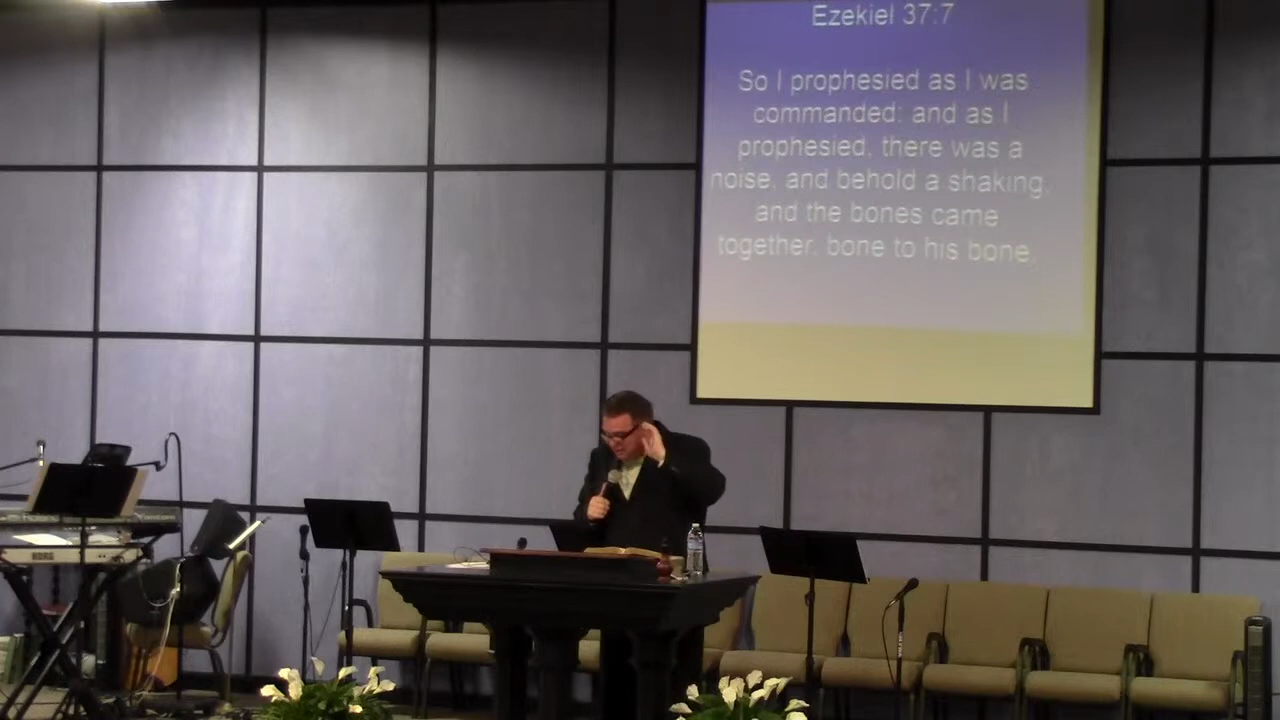 Ezekiel 37:7
So I prophesied as I was
commanded: and as I
prophesied, there was a
noise, and behold a shaking,
and the bones came
together, bone to his bone.
KORG